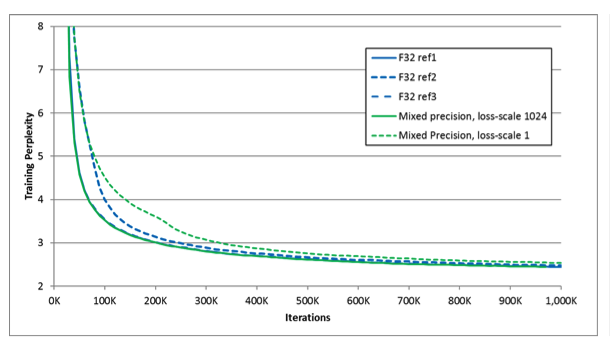 8
7
6
5
4
3
2
Training Perplexity
F32 ref1
F32 ref2
F32 ref3
Mixed precision, loss-scale 1024
Mixed Precision, loss-scale 1
0K 100K 200K 300K 400K 500K 600K 700K 800K 900K 1,000K
Iterations